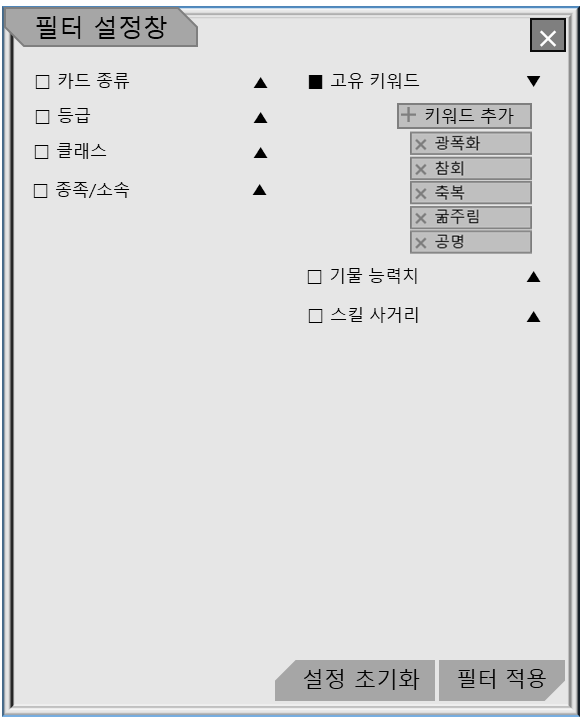 필터 설정창
□ 카드 종류 ▲
□ 등급 ▲
□ 클래스 ▲
□ 종족/소속 ▲
■ 고유 키워드 ▼
+ 키워드 추가
× 광폭화
× 참회
× 축복
× 굶주림
× 공명
□ 기물 능력치 ▲
□ 스킬 사거리 ▲
설정 초기화
필터 적용